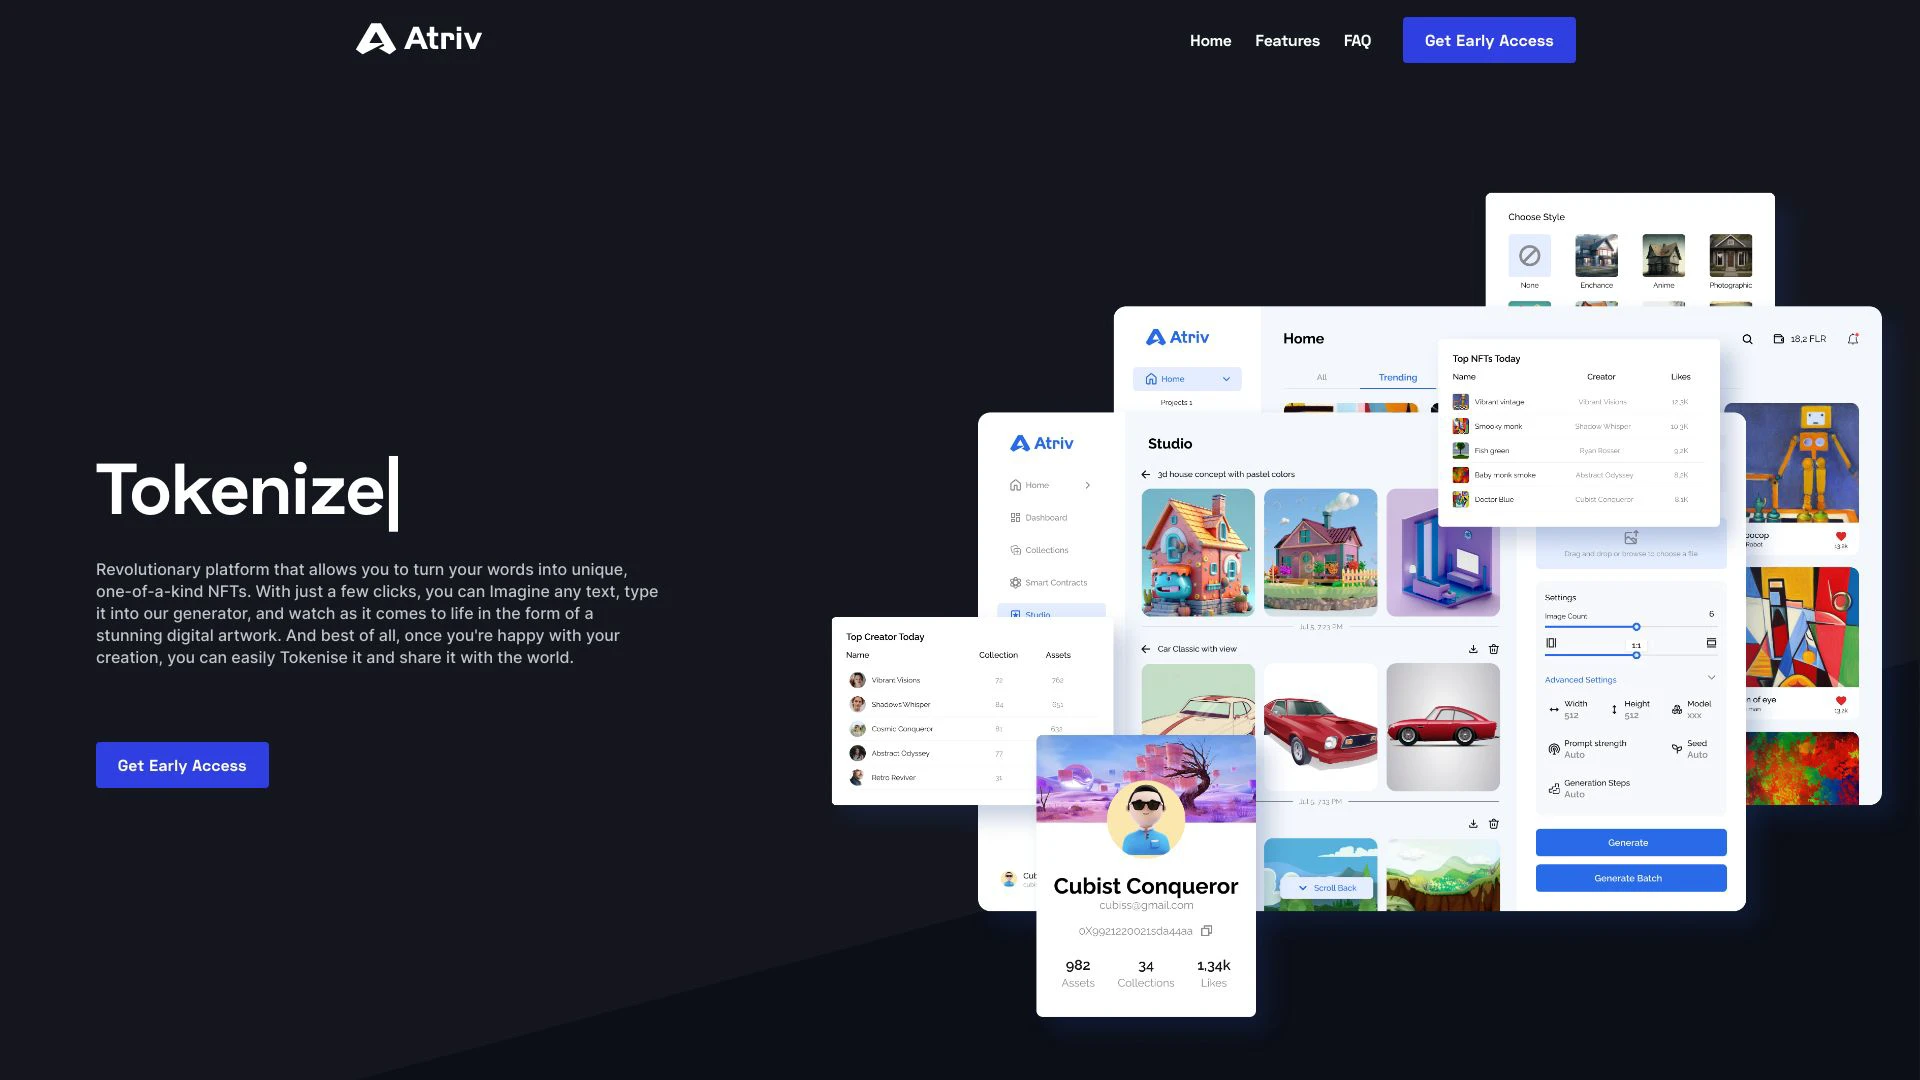 Atriv
Home
Features
FAQ
Get Early Access
Tokenize
Revolutionary platform that allows you to turn your words into unique,
one-of-a-kind NFTs. With just a few clicks, you can Imagine any text, type
it into our generator, and watch as it comes to life in the form of a
stunning digital artwork. And best of all, once you're happy with your
creation, you can easily Tokenise it and share it with the world.
Get Early Access
Choose Style
None
Enchance
Anime
Photographic
Atriv
Home
Projects 1
Home
All
Trending
18,2 FLR
Top NFTs Today
Name Creator Likes
Vibrant vintage Vibrant Visions 12,3K
Smooky monk Shadow Whisper 10,3K
Fish green Ryan Rosser 9,2K
Baby monk smoke Abstract Odyssey 8,2K
Doctor Blue Cubist Conqueror 8,1K
Atriv
Home
Dashboard
Collections
Smart Contracts
Studio
Studio
3d house concept with pastel colors
Jul 5, 7:23 PM
Car Classic with view
Jul 5, 7:13 PM
Scroll Back
Drag and drop or browse to choose a file
Settings
Image Count 6
1:1
Advanced Settings
Width
512
Height
512
Model
xxx
Prompt strength
Auto
Seed
Auto
Generation Steps
Auto
Generate
Generate Batch
Robot
13,2k
n of eye
13,2k
Top Creator Today
Name Collection Assets
Vibrant Visions 72 762
Shadows Whisper 84 651
Cosmic Conqueror 81 632
Abstract Odyssey 77
Retro Reviver 31
Cubist Conqueror
cubiss@gmail.com
0X9921220021sda44aa
982
Assets
34
Collections
1,34k
Likes